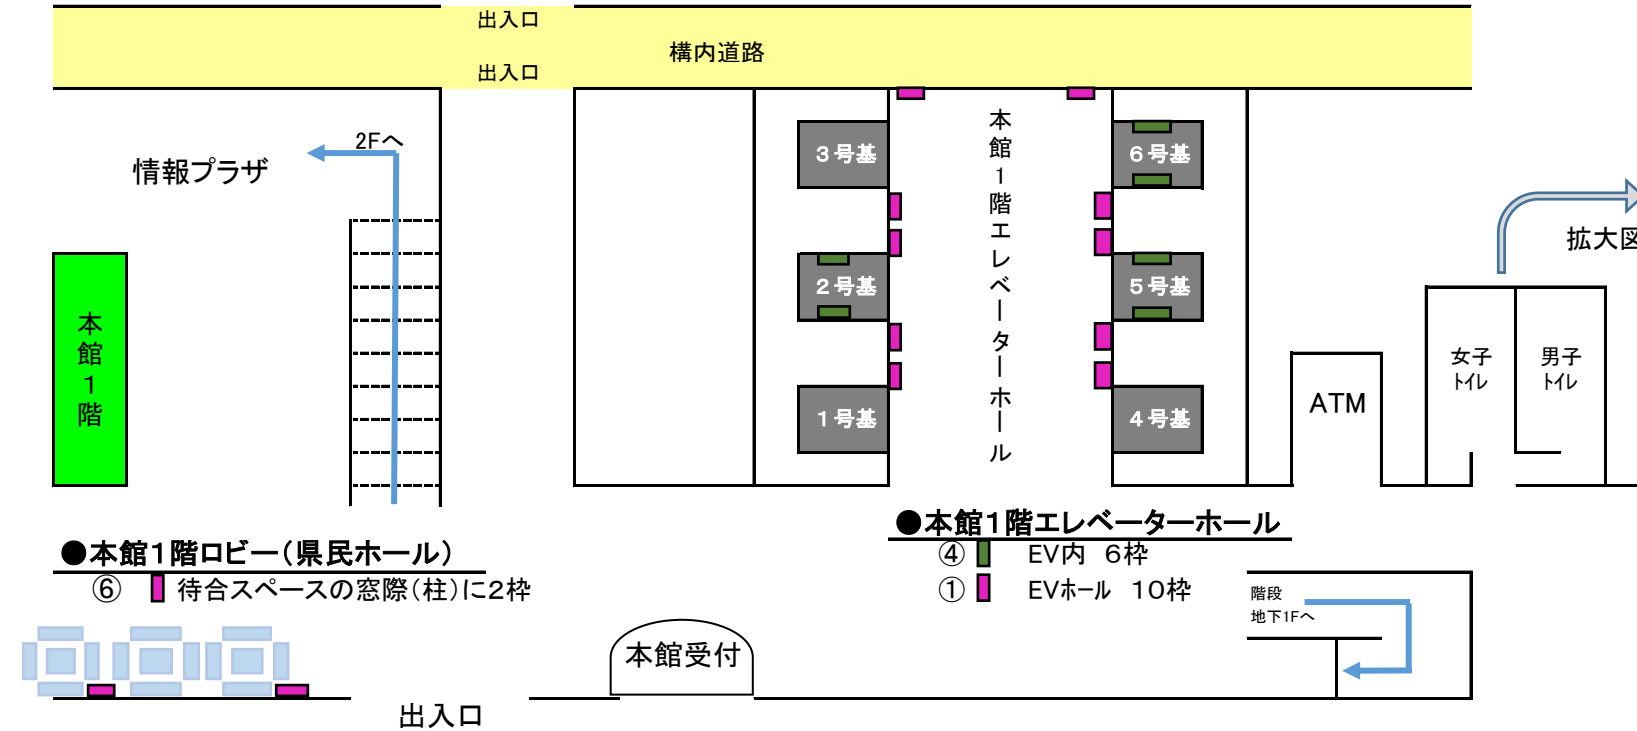 出入口
構内道路
出入口
2Fへ
情報プラザ
本館1階エレベーターホール
3号基
6号基
2号基
5号基
1号基
4号基
拡大図
本館1階
女子
トイレ
男子
トイレ
ATM
●本館1階ロビー(県民ホール)
⑥ 待合スペースの窓際(柱)に2枠
●本館1階エレベーターホール
④ EV内 6枠
① EVホール 10枠
階段
地下1Fへ
本館受付
出入口